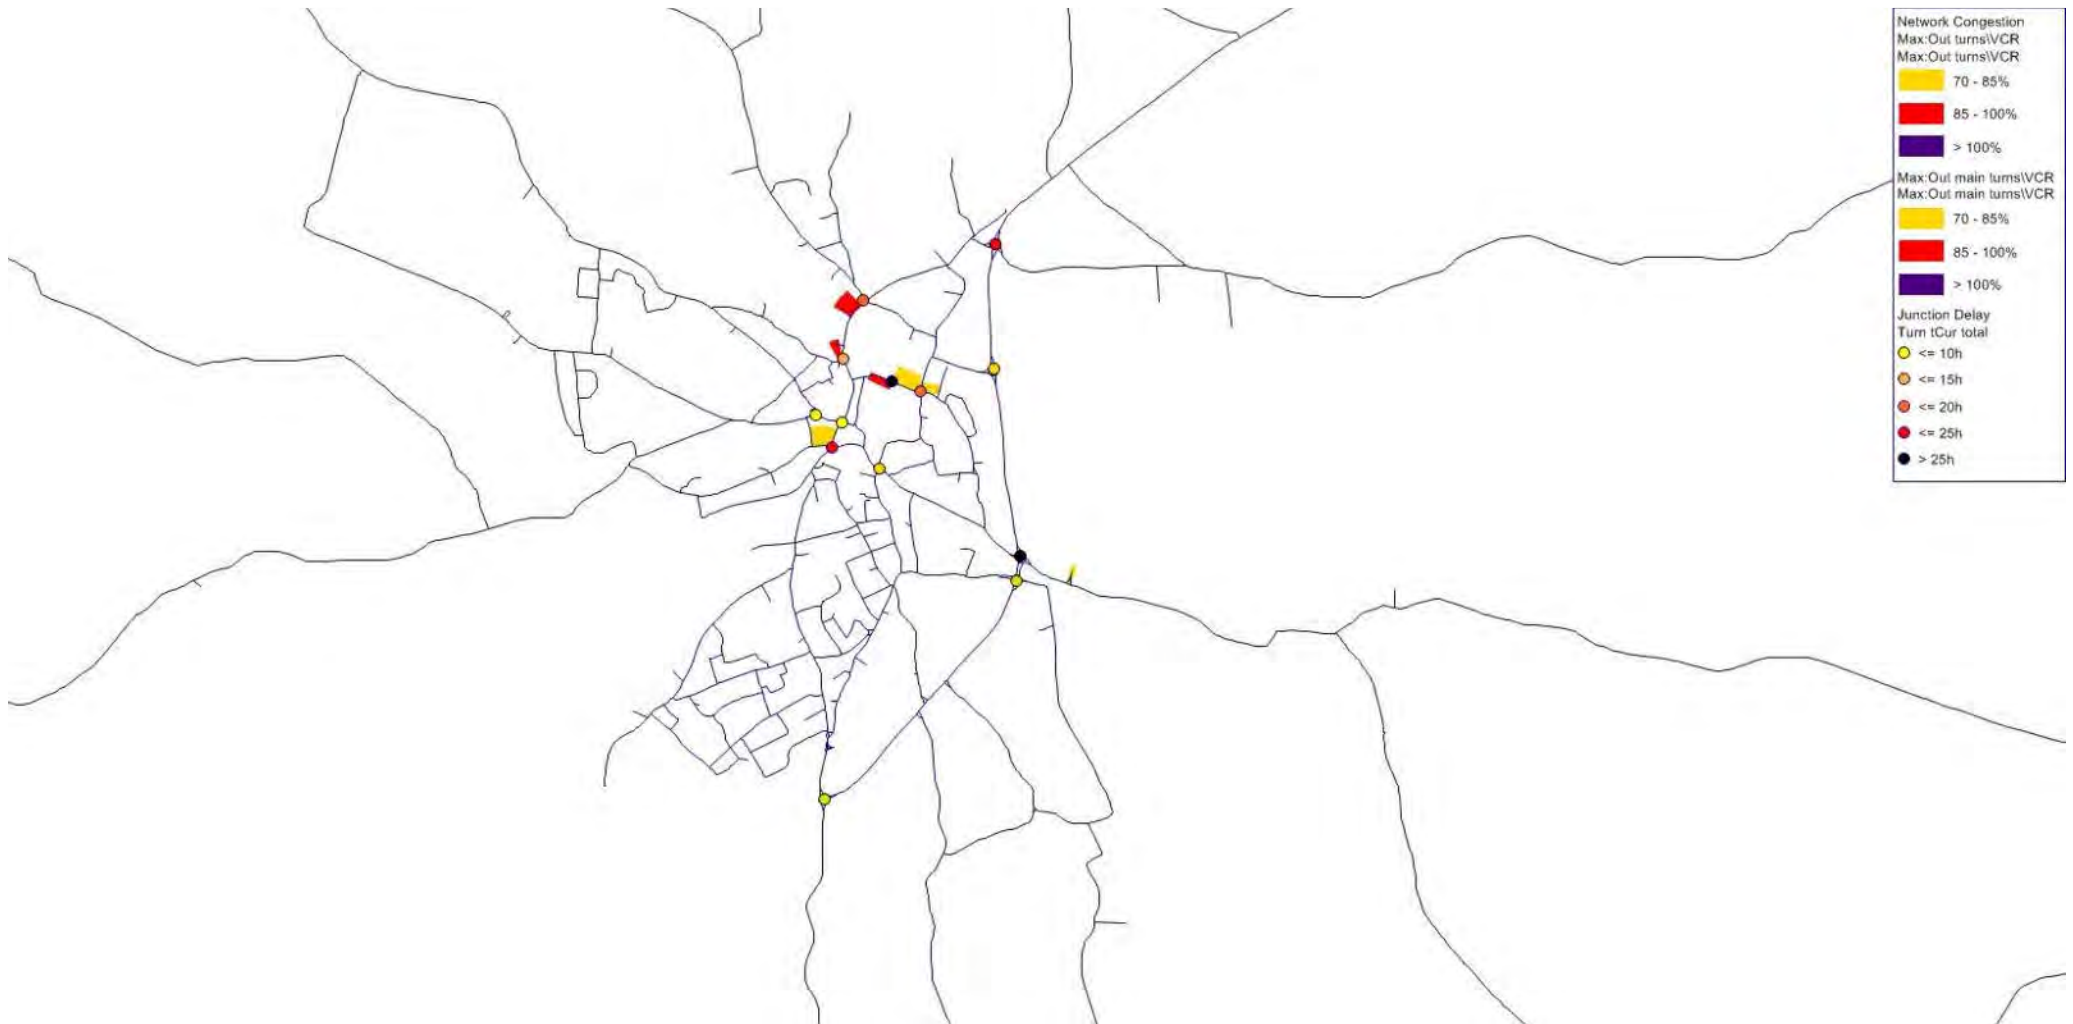 Network Congestion
Max:Out turns\VCR
Max:Out turns\VCR
70 - 85%
85 - 100%
> 100%
Max:Out main turns\VCR
Max:Out main turns\VCR
70 - 85%
85 - 100%
> 100%
Junction Delay
Turn tCur total
<= 10h
<= 15h
<= 20h
<= 25h
> 25h